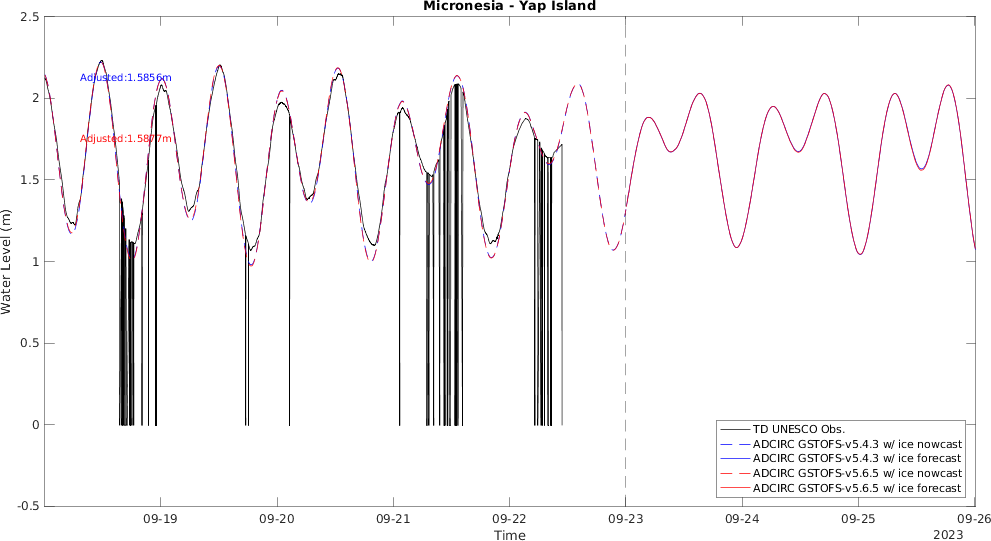 Micronesia - Yap Island
2.5
2
1.5
1
0.5
0
-0.5
Water Level (m)
Adjusted:1.5856m
Adjusted:1.5877m
09-19
09-20
09-21
09-22
09-23
09-24
09-25
09-26
Time
2023
TD UNESCO Obs.
ADCIRC GSTOFS-v5.4.3 w/ ice nowcast
ADCIRC GSTOFS-v5.4.3 w/ ice forecast
ADCIRC GSTOFS-v5.6.5 w/ ice nowcast
ADCIRC GSTOFS-v5.6.5 w/ ice forecast